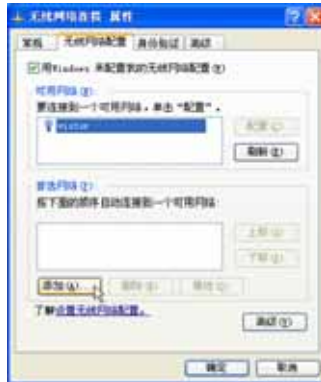 无线网络连接 属性
常规 无线网络配置 身份验证 高级
用Windows 来配置我的无线网络配置(W)
可用网络(N):
要连接到一个可用网络，单击“配置”。
配置(C)
刷新(E)
首选网络(P):
按下面的顺序自动连接到一个可用网络:
上移(U)
下移(D)
添加(A)... 删除(R) 属性(O)
了解设置无线网络配置。
高级(V)
确定 取消